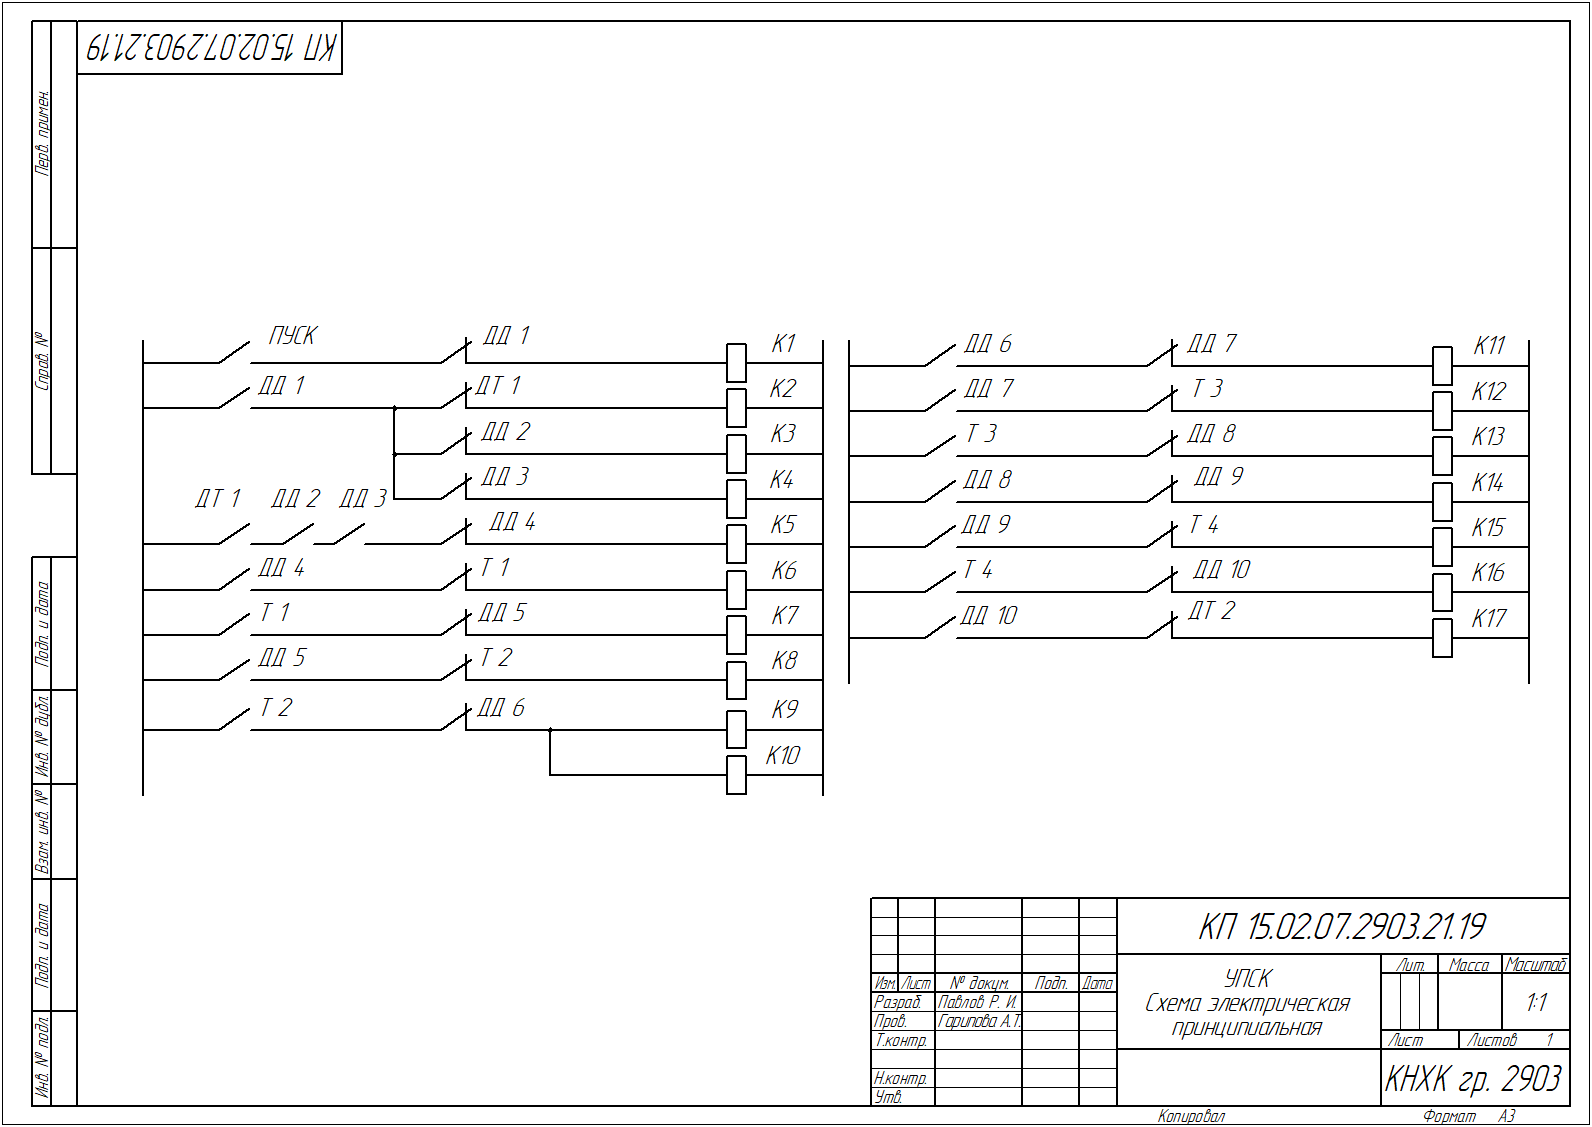 КП 15.02.07.2903.21.19
Перв. примен.
Справ. №
Подп. и дата
Инв. № дубл.
Взам. инв. №
Подп. и дата
Инв. № подл.
ПУСК ДД 1 К1
ДД 1 ДТ 1 К2
ДД 2 К3
ДД 3 К4
ДТ 1 ДД 2 ДД 3 ДД 4 К5
ДД 4 Т 1 К6
Т 1 ДД 5 К7
ДД 5 Т 2 К8
Т 2 ДД 6 К9
К10
ДД 6 ДД 7 К11
ДД 7 Т 3 К12
Т 3 ДД 8 К13
ДД 8 ДД 9 К14
ДД 9 Т 4 К15
Т 4 ДД 10 К16
ДД 10 ДТ 2 К17
КП 15.02.07.2903.21.19
Изм. Лист № докум. Подп. Дата
Разраб. Павлов Р. И.
Пров. Гарипова А.Т.
Т.контр.
Н.контр.
Утв.
УПСК
Схема электрическая
принципиальная
Лит. Масса Масштаб
1:1
Лист Листов 1
КНХК гр. 2903
Копировал Формат А3